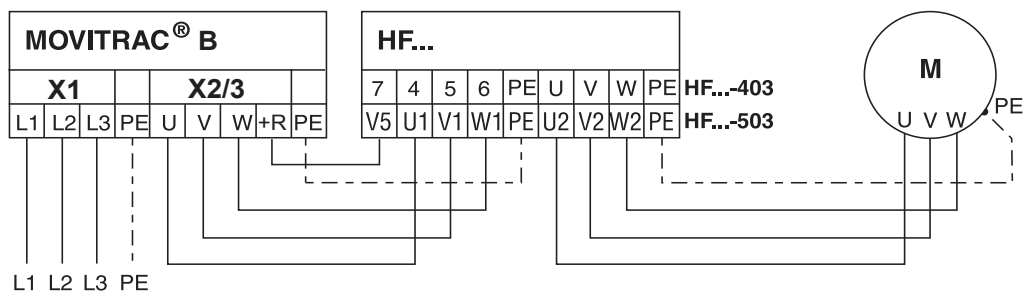 MOVITRAC® B
HF...
M
X1 X2/3
7 4 5 6 PE U V W PE HF...-403
L1 L2 L3 PE U V W +R PE
V5 U1 V1 W1 PE U2 V2 W2 PE HF...-503
U V W PE
L1 L2 L3 PE